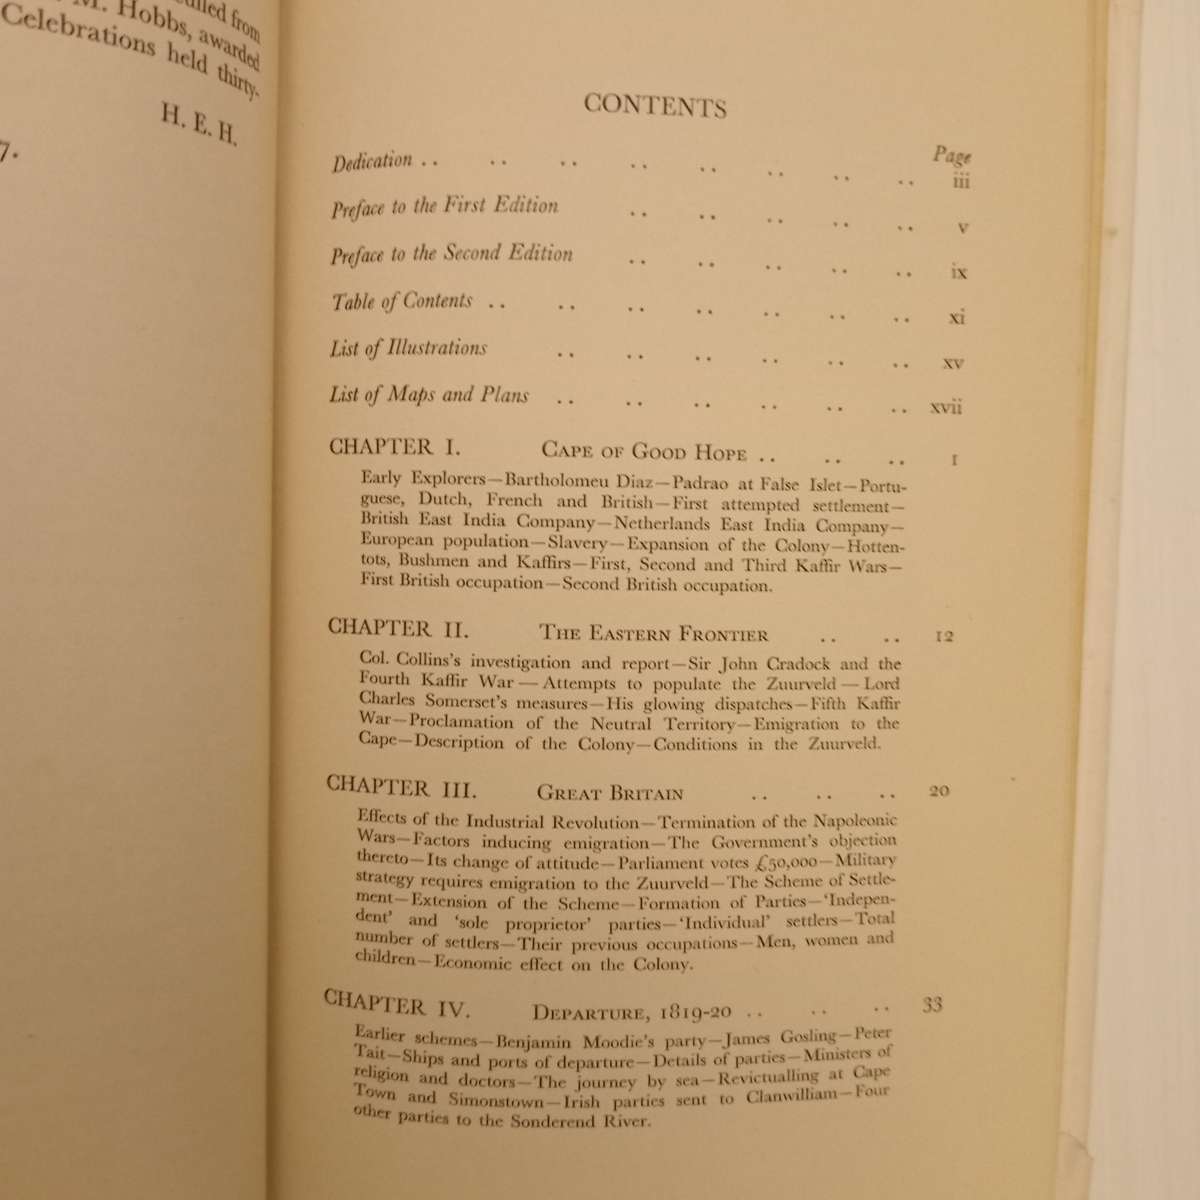 from
M. Hobbs, awarded
Celebrations held thirty-
H. E. H.
7.
CONTENTS
Page
Dedication .. .. .. .. .. .. .. .. iii
Preface to the First Edition .. .. .. .. .. v
Preface to the Second Edition .. .. .. .. .. ix
Table of Contents .. .. .. .. .. .. .. xi
List of Illustrations .. .. .. .. .. .. xv
List of Maps and Plans .. .. .. .. .. .. xvii
CHAPTER I. CAPE OF GOOD HOPE .. .. .. 1
Early Explorers—Bartholomeu Diaz—Padrao at False Islet—Portu-
guese, Dutch, French and British—First attempted settlement—
British East India Company—Netherlands East India Company—
European population—Slavery—Expansion of the Colony—Hotten-
tots, Bushmen and Kaffirs—First, Second and Third Kaffir Wars—
First British occupation—Second British occupation.
CHAPTER II. THE EASTERN FRONTIER .. .. 12
Col. Collins's investigation and report—Sir John Cradock and the
Fourth Kaffir War—Attempts to populate the Zuurveld—Lord
Charles Somerset's measures—His glowing dispatches—Fifth Kaffir
War—Proclamation of the Neutral Territory—Emigration to the
Cape—Description of the Colony—Conditions in the Zuurveld.
CHAPTER III. GREAT BRITAIN .. .. .. 20
Effects of the Industrial Revolution—Termination of the Napoleonic
Wars—Factors inducing emigration—The Government's objection
thereto—Its change of attitude—Parliament votes £50,000—Military
strategy requires emigration to the Zuurveld—The Scheme of Settle-
ment—Extension of the Scheme—Formation of Parties—'Indepen-
dent' and 'sole proprietor' parties—'Individual' settlers—Total
number of settlers—Their previous occupations—Men, women and
children—Economic effect on the Colony.
CHAPTER IV. DEPARTURE, 1819-20 .. .. .. 33
Earlier schemes—Benjamin Moodie's party—James Gosling—Peter
Tait—Ships and ports of departure—Details of parties—Ministers of
religion and doctors—The journey by sea—Revictualling at Cape
Town and Simonstown—Irish parties sent to Clanwilliam—Four
other parties to the Sonderend River.